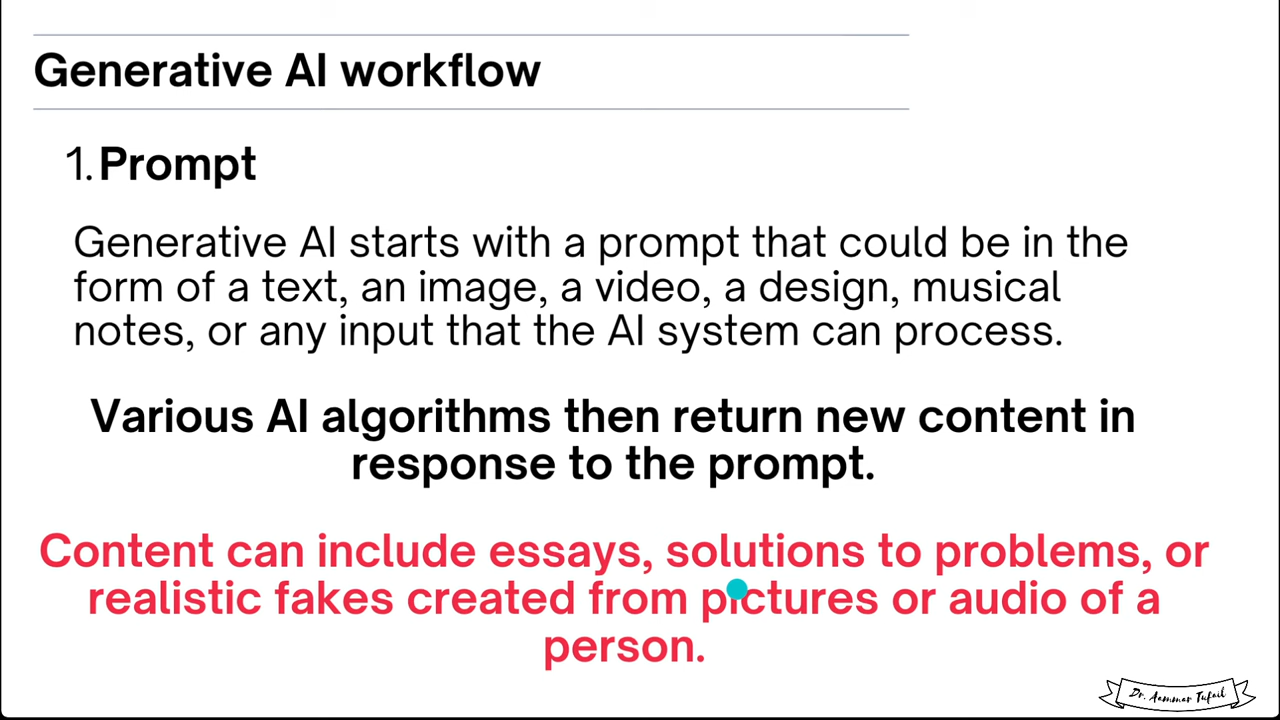 Generative AI workflow
1. Prompt
Generative AI starts with a prompt that could be in the
form of a text, an image, a video, a design, musical
notes, or any input that the AI system can process.
Various AI algorithms then return new content in
response to the prompt.
Content can include essays, solutions to problems, or
realistic fakes created from pictures or audio of a
person.
Dr. Aammar Tufail